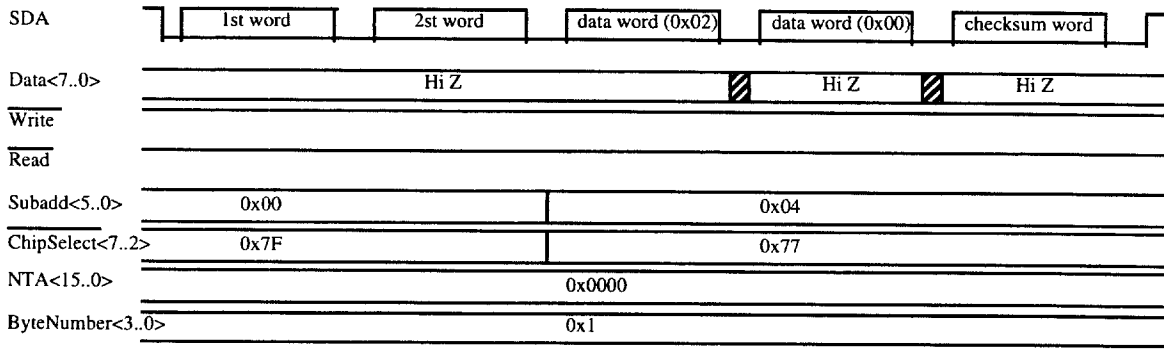 SDA 1st word 2st word data word (0x02) data word (0x00) checksum word
Data<7..0> Hi Z Hi Z Hi Z
Write
Read
Subadd<5..0> 0x00 0x04
ChipSelect<7..2> 0x7F 0x77
NTA<15..0> 0x0000
ByteNumber<3..0> 0x1